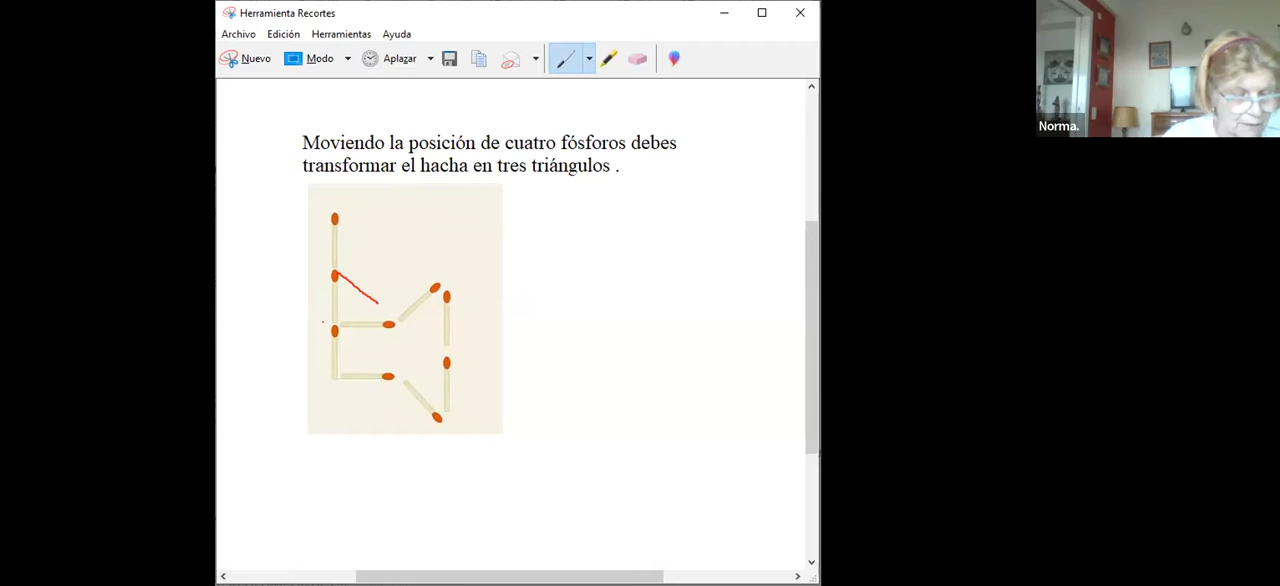 Herramienta Recortes
Archivo Edición Herramientas Ayuda
Nuevo Modo Aplazar
Moviendo la posición de cuatro fósforos debes
transformar el hacha en tres triángulos .
Norma.